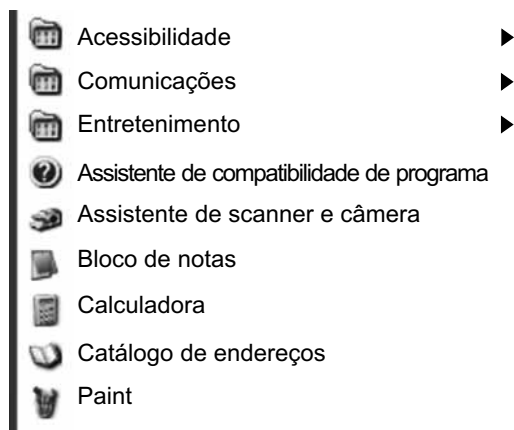 Acessibilidade
Comunicações
Entretenimento
Assistente de compatibilidade de programa
Assistente de scanner e câmera
Bloco de notas
Calculadora
Catálogo de endereços
Paint